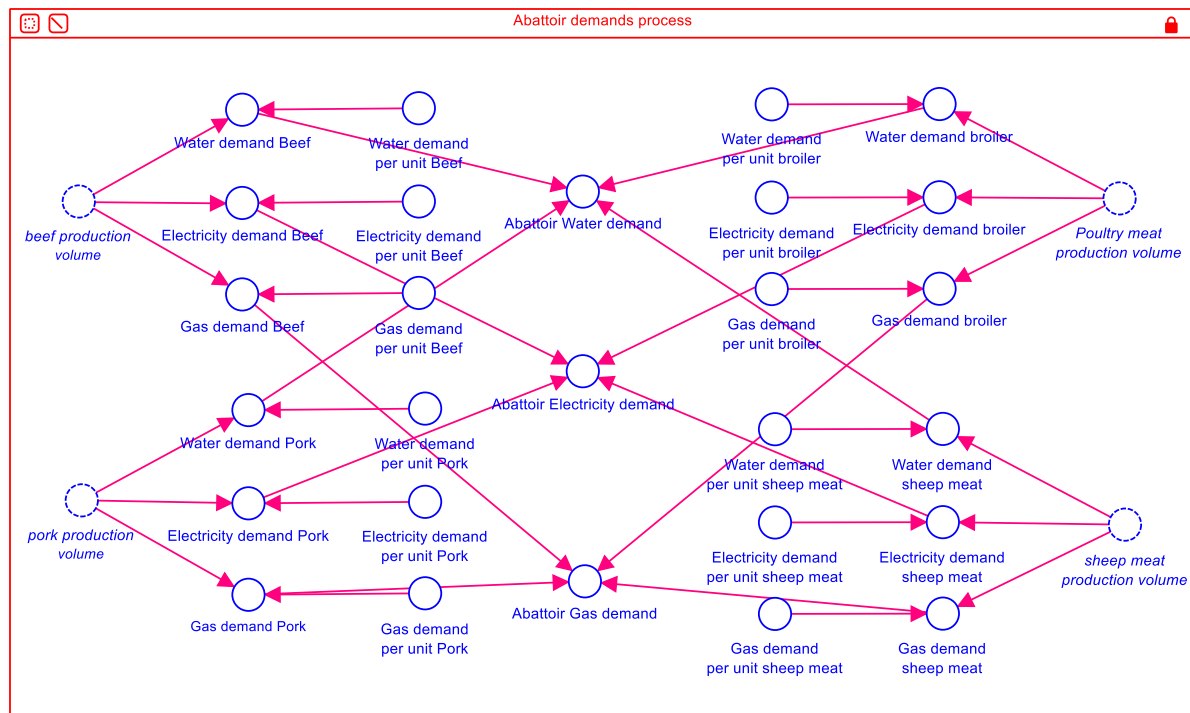 Abattoir demands process
Water demand Beef
Water demand
per unit Beef
Electricity demand Beef
Electricity demand
per unit Beef
beef production
volume
Gas demand Beef
Gas demand
per unit Beef
Abattoir Water demand
Water demand
per unit broiler
Water demand broiler
Electricity demand
per unit broiler
Electricity demand broiler
Poultry meat
production volume
Gas demand
per unit broiler
Gas demand broiler
Abattoir Electricity demand
Water demand Pork
Water demand
per unit Pork
Electricity demand Pork
Electricity demand
per unit Pork
pork production
volume
Gas demand Pork
Gas demand
per unit Pork
Abattoir Gas demand
Water demand
per unit sheep meat
Water demand
sheep meat
Electricity demand
per unit sheep meat
Electricity demand
sheep meat
sheep meat
production volume
Gas demand
per unit sheep meat
Gas demand
sheep meat